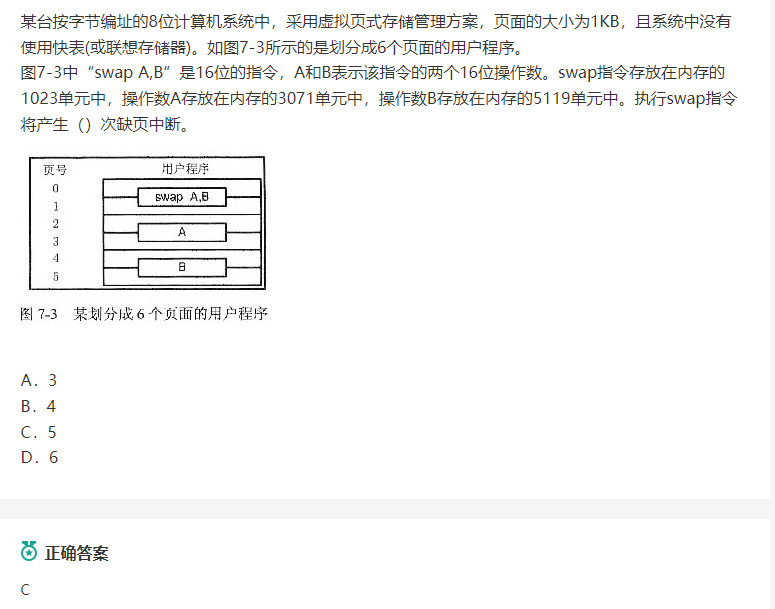 某台按字节编址的8位计算机系统中，采用虚拟页式存储管理方案，页面的大小为1KB，且系统中没有
使用快表(或联想存储器)。如图7-3所示的是划分成6个页面的用户程序。
图7-3中“swap A,B”是16位的指令，A和B表示该指令的两个16位操作数。swap指令存放在内存的
1023单元中，操作数A存放在内存的3071单元中，操作数B存放在内存的5119单元中。执行swap指令
将产生（）次缺页中断。
页号 用户程序
0
swap A,B
1
2
A
3
4
B
5
图 7-3 某划分成 6 个页面的用户程序
A. 3
B. 4
C. 5
D. 6
正确答案
C